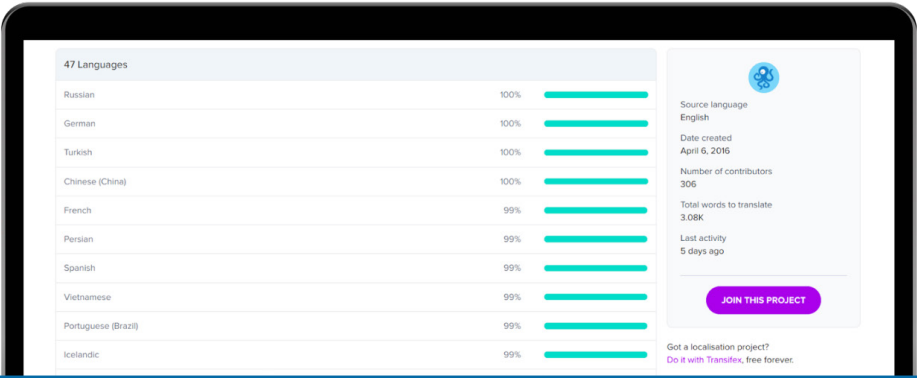 47 Languages
Russian 100%
German 100%
Turkish 100%
Chinese (China) 100%
French 99%
Persian 99%
Spanish 99%
Vietnamese 99%
Portuguese (Brazil) 99%
Icelandic 99%
Source language
English
Date created
April 6, 2016
Number of contributors
306
Total words to translate
3.08K
Last activity
5 days ago
JOIN THIS PROJECT
Got a localisation project?
Do it with Transifex, free forever.